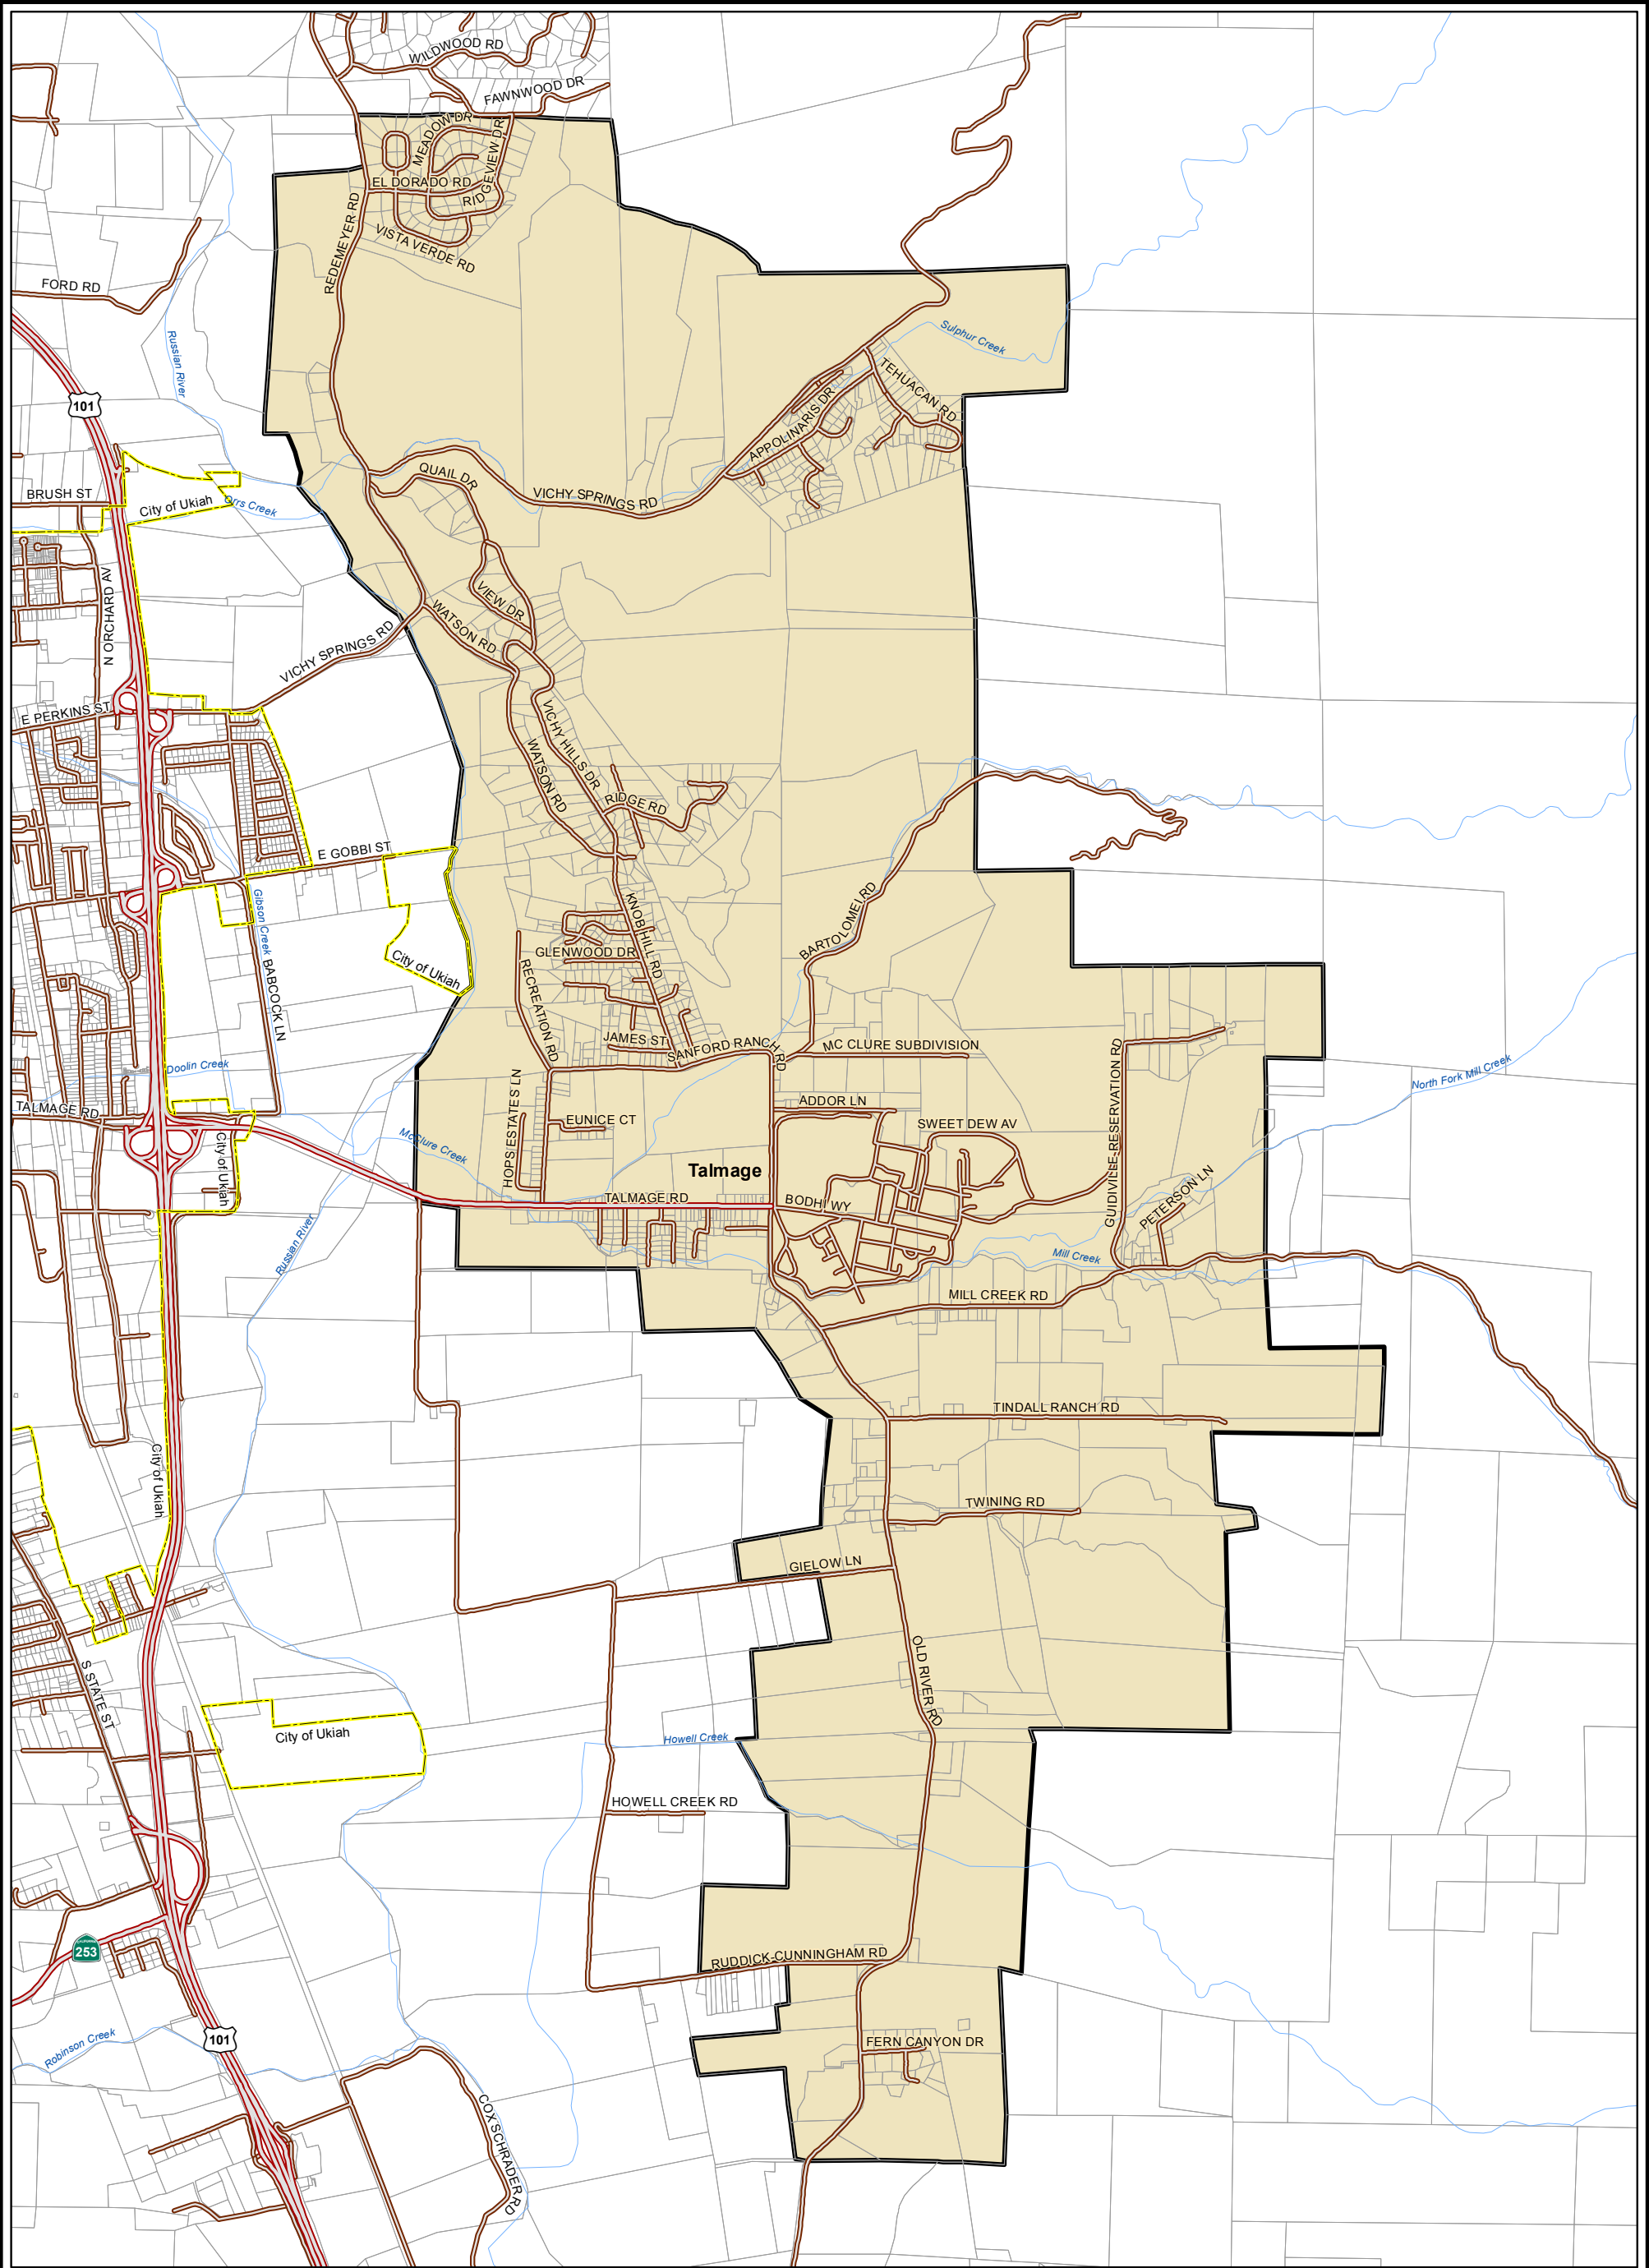 WILDWOOD RD
FAWNWOOD DR
MEADOW DR
RIDGEVIEW DR
EL DORADO RD
REDEMEYER RD
VISTA VERDE RD
FORD RD
Russian River
Sulphur Creek
101
TEHUACAN RD
APPOLINARIS DR
QUAIL DR
VICHY SPRINGS RD
BRUSH ST
City of Ukiah
Orrs Creek
N ORCHARD AV
VIEW DR
WATSON RD
VICHY SPRINGS RD
E PERKINS ST
VICHY HILLS DR
WATSON RD
RIDGE RD
E GOBBI ST
KNOB HILL RD
BARTOLOMEI RD
Gibson Creek
GLENWOOD DR
City of Ukiah
BABCOCK LN
RECREATION RD
JAMES ST
SANFORD RANCH RD
MC CLURE SUBDIVISION
GUIDIVILLE-RESERVATION RD
North Fork Mill Creek
Doolin Creek
TALMAGE RD
HOPS ESTATES LN
EUNICE CT
ADDOR LN
SWEET DEW AV
McClure Creek
City of Ukiah
Talmage
TALMAGE RD
BODHI WY
PETERSON LN
Russian River
Mill Creek
MILL CREEK RD
TINDALL RANCH RD
City of Ukiah
TWINING RD
GIELOW LN
OLD RIVER RD
S STATE ST
City of Ukiah
Howell Creek
HOWELL CREEK RD
CALIFORNIA
253
RUDDICK-CUNNINGHAM RD
101
Robinson Creek
FERN CANYON DR
COX SCHRADER RD